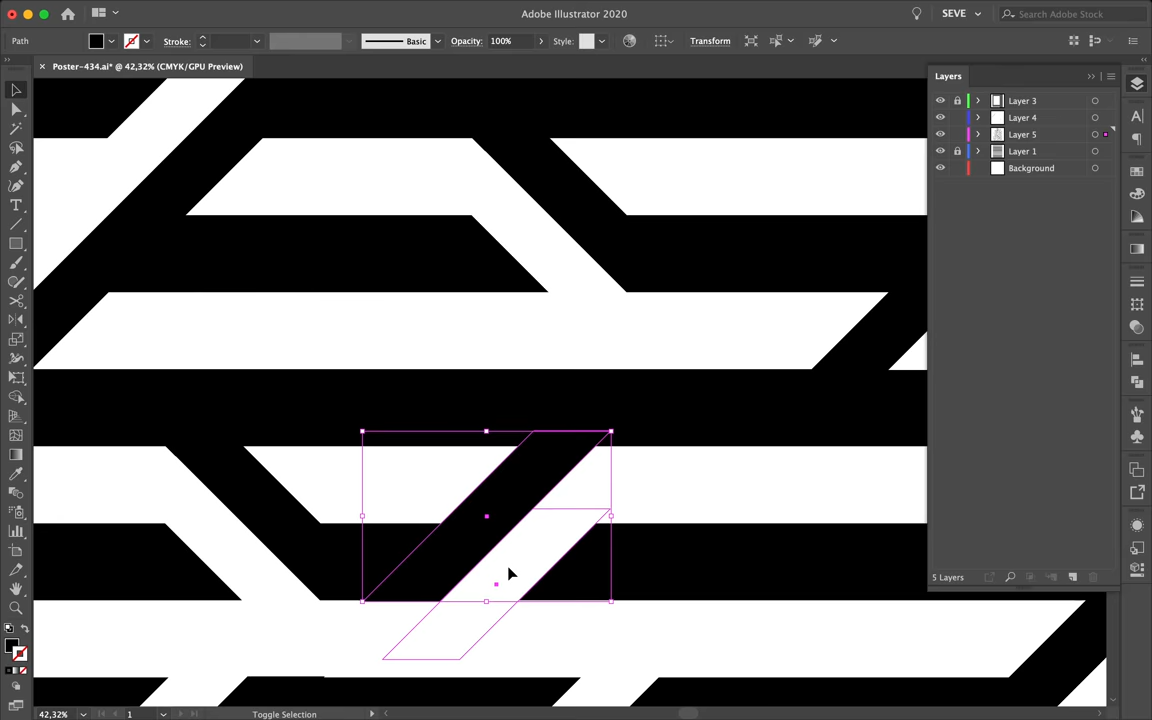 Adobe Illustrator 2020
SEVE
Search Adobe Stock
Path
Stroke:
Basic
Opacity:
100%
Style:
Transform
× Poster-434.ai* @ 42,32% (CMYK/GPU Preview)
Layers
Layer 3
Layer 4
Layer 5
Layer 1
Background
5 Layers
42,32%
1
Toggle Selection